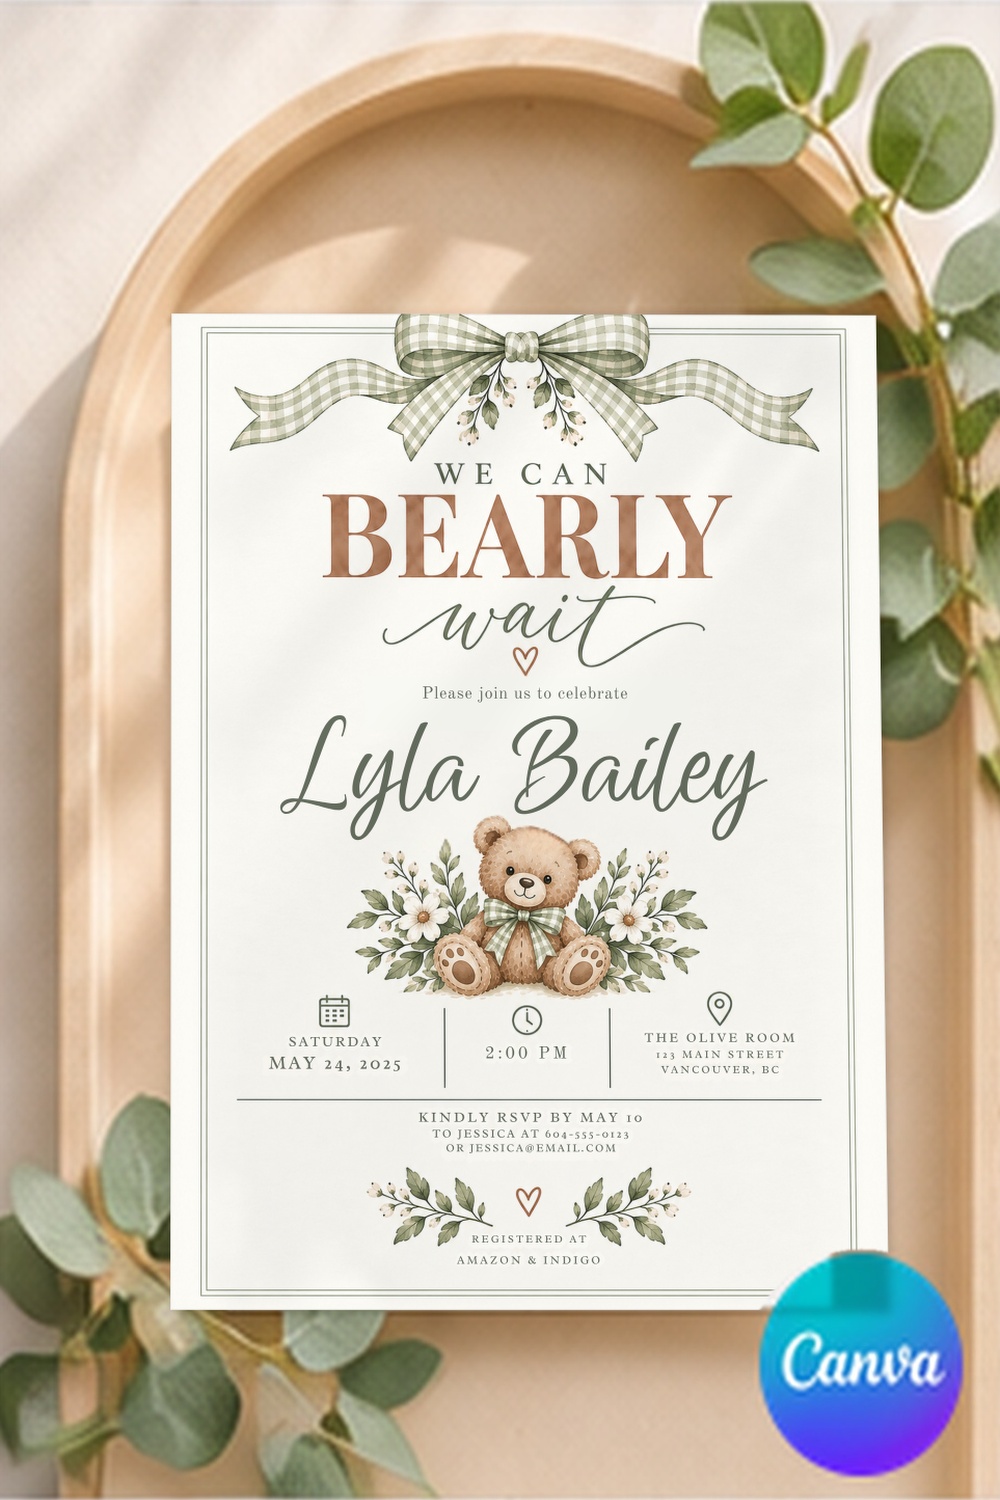 WE CAN
BEARLY
wait
Please join us to celebrate
Lyla Bailey
SATURDAY
MAY 24, 2025
2:00 PM
THE OLIVE ROOM
123 MAIN STREET
VANCOUVER, BC
KINDLY RSVP BY MAY 10
TO JESSICA AT 604-555-0123
OR JESSICA@EMAIL.COM
REGISTERED AT
AMAZON & INDIGO
Canva